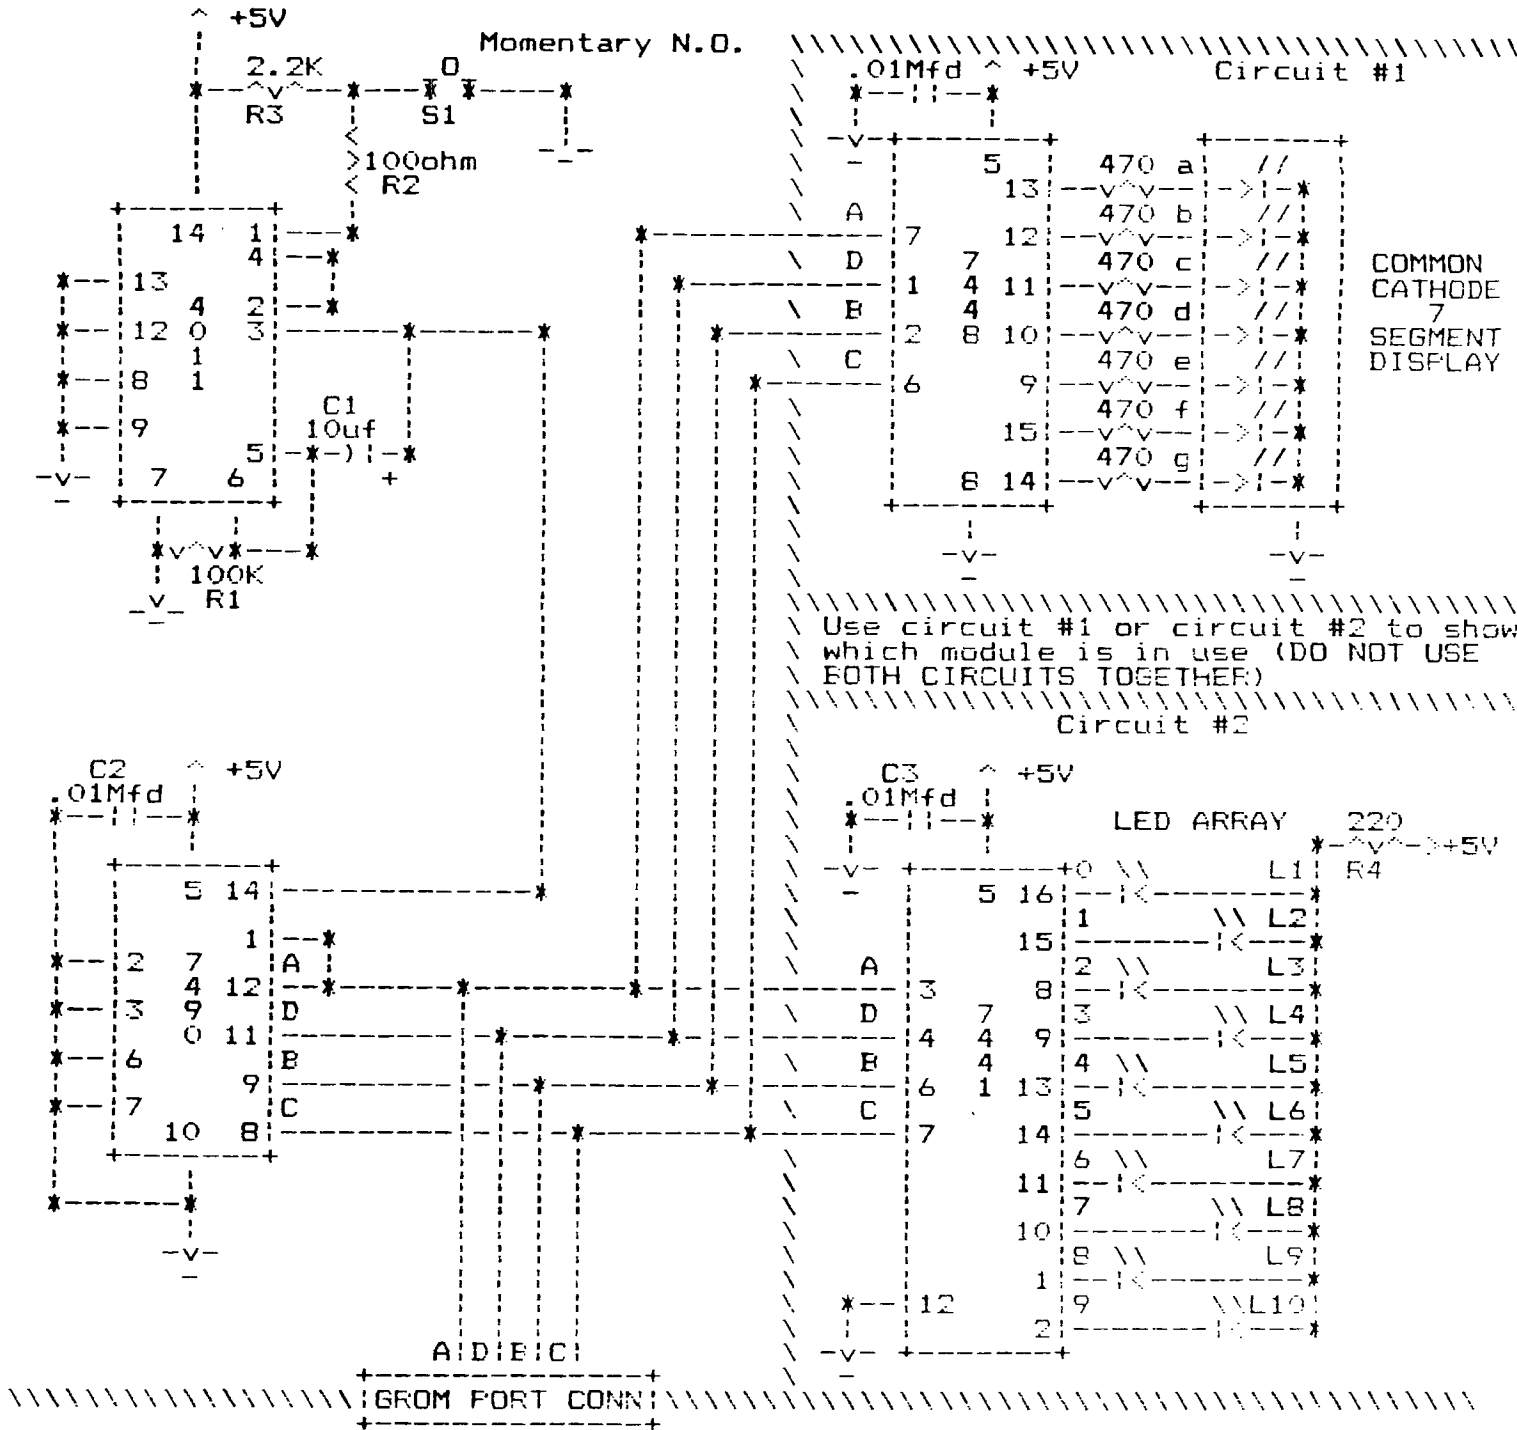 +5V
Momentary N.O.
2.2K
O
R3
S1
100ohm
R2
14 1
4
13
4 2
12 0 3
1
8 1
9
C1
10uf
5
+
7 6
100K
R1
.01Mfd
+5V
Circuit #1
5
470 a
13
A
470 b
7
12
D
7
470 c
1 4 11
B
4
470 d
2 8 10
C
470 e
6
9
470 f
15
470 g
8 14
COMMON
CATHODE
7
SEGMENT
DISPLAY
Use circuit #1 or circuit #2 to show
which module is in use (DO NOT USE
BOTH CIRCUITS TOGETHER)
Circuit #2
C2
+5V
.01Mfd
5 14
1
2 7
A
4 12
3 9
D
0 11
6
B
9
7
C
10 8
C3
+5V
.01Mfd
LED ARRAY
220
+5V
R4
0
L1
5 16
1
L2
15
A
2
L3
3
8
D
7
3
L4
4 4 9
B
4
4
L5
6 1 13
C
5
L6
7
14
6
L7
11
7
L8
10
8
L9
1
12
9
L10
2
A D B C
GROM PORT CONN